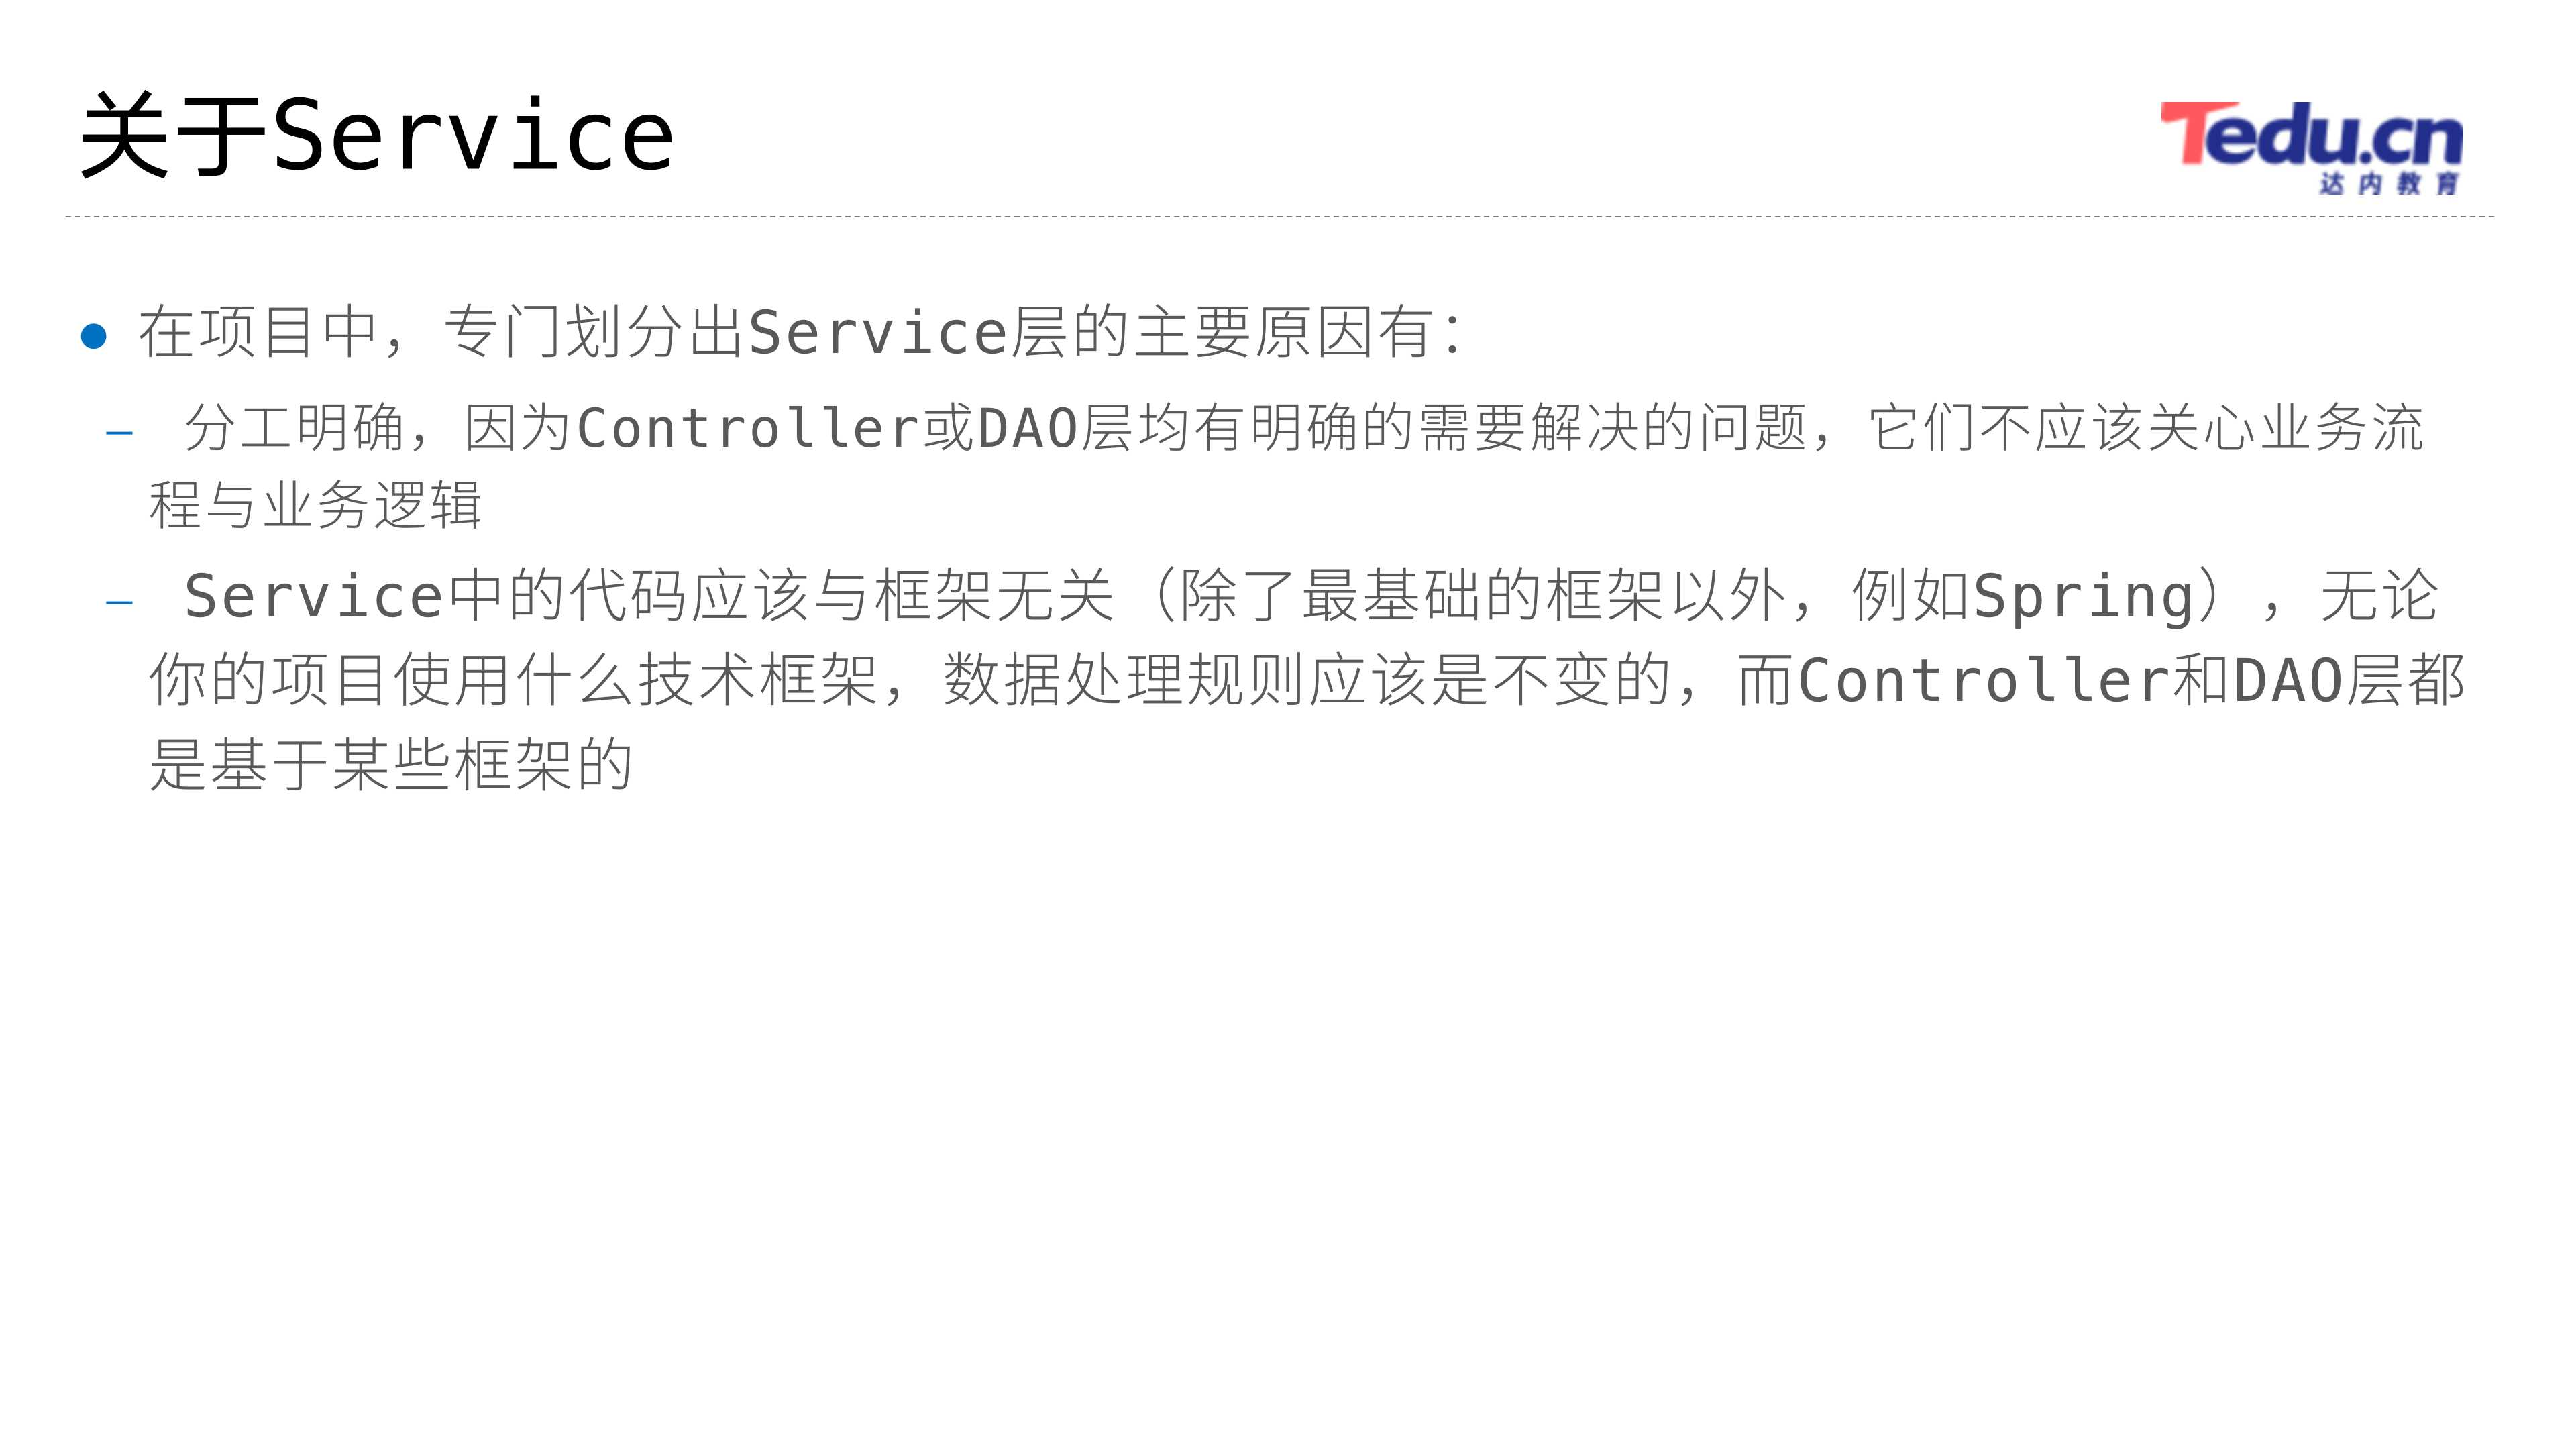 关于Service
Tedu.cn
达内教育
● 在项目中，专门划分出Service层的主要原因有：
– 分工明确，因为Controller或DAO层均有明确的需要解决的问题，它们不应该关心业务流
程与业务逻辑
– Service中的代码应该与框架无关（除了最基础的框架以外，例如Spring），无论
你的项目使用什么技术框架，数据处理规则应该是不变的，而Controller和DAO层都
是基于某些框架的